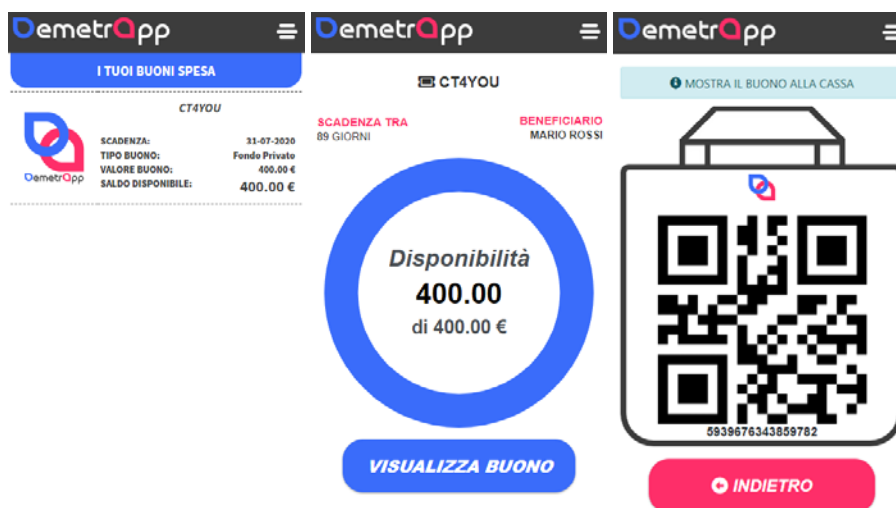 DemetrApp
I TUOI BUONI SPESA
CT4YOU
SCADENZA: 31-07-2020
TIPO BUONO: Fondo Privato
VALORE BUONO: 400.00 €
SALDO DISPONIBILE: 400.00 €
DemetrApp
DemetrApp
CT4YOU
SCADENZA TRA
89 GIORNI
BENEFICIARIO
MARIO ROSSI
Disponibilità
400.00
di 400.00 €
VISUALIZZA BUONO
DemetrApp
MOSTRA IL BUONO ALLA CASSA
5939676343859782
INDIETRO